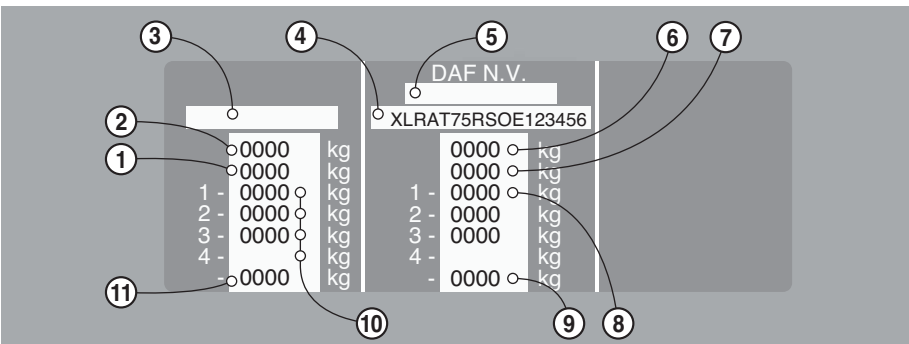 3 4 5 6 7
DAF N.V.
XLRAT75RSOE123456
2 0000 kg 0000 kg
1 0000 kg 0000 kg
1 - 0000 kg 1 - 0000 kg
2 - 0000 kg 2 - 0000 kg
3 - 0000 kg 3 - 0000 kg
4 - kg 4 - kg
- 0000 kg - 0000 kg
11 10 9 8